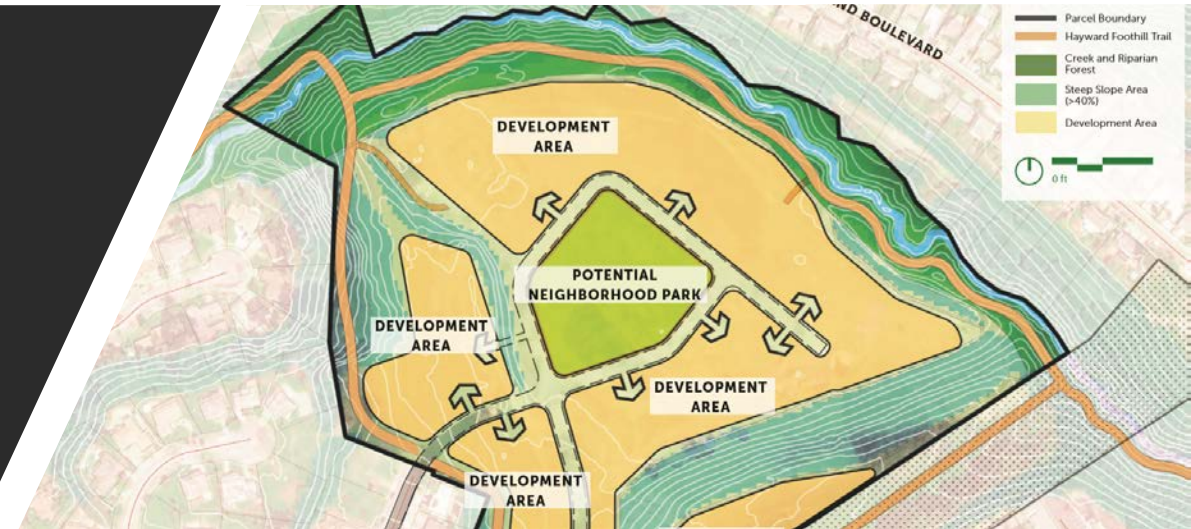 ND BOULEVARD
Parcel Boundary
Hayward Foothill Trail
Creek and Riparian
Forest
Steep Slope Area
(>40%)
Development Area
0 ft
DEVELOPMENT
AREA
POTENTIAL
NEIGHBORHOOD PARK
DEVELOPMENT
AREA
DEVELOPMENT
AREA
DEVELOPMENT
AREA